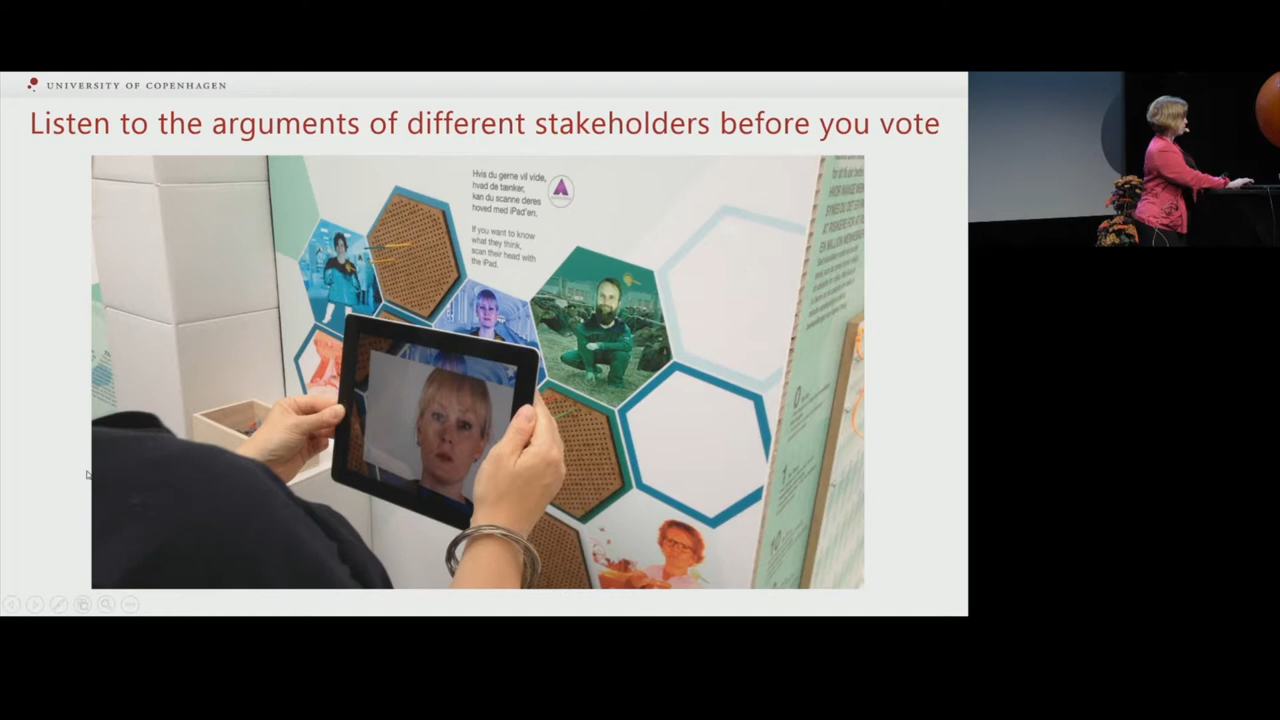 UNIVERSITY OF COPENHAGEN
Listen to the arguments of different stakeholders before you vote
Hvis du gerne vil vide,
hvad de tænker,
kan du scanne deres
hoved med iPad'en.
If you want to know
what they think,
scan their head with
the iPad.